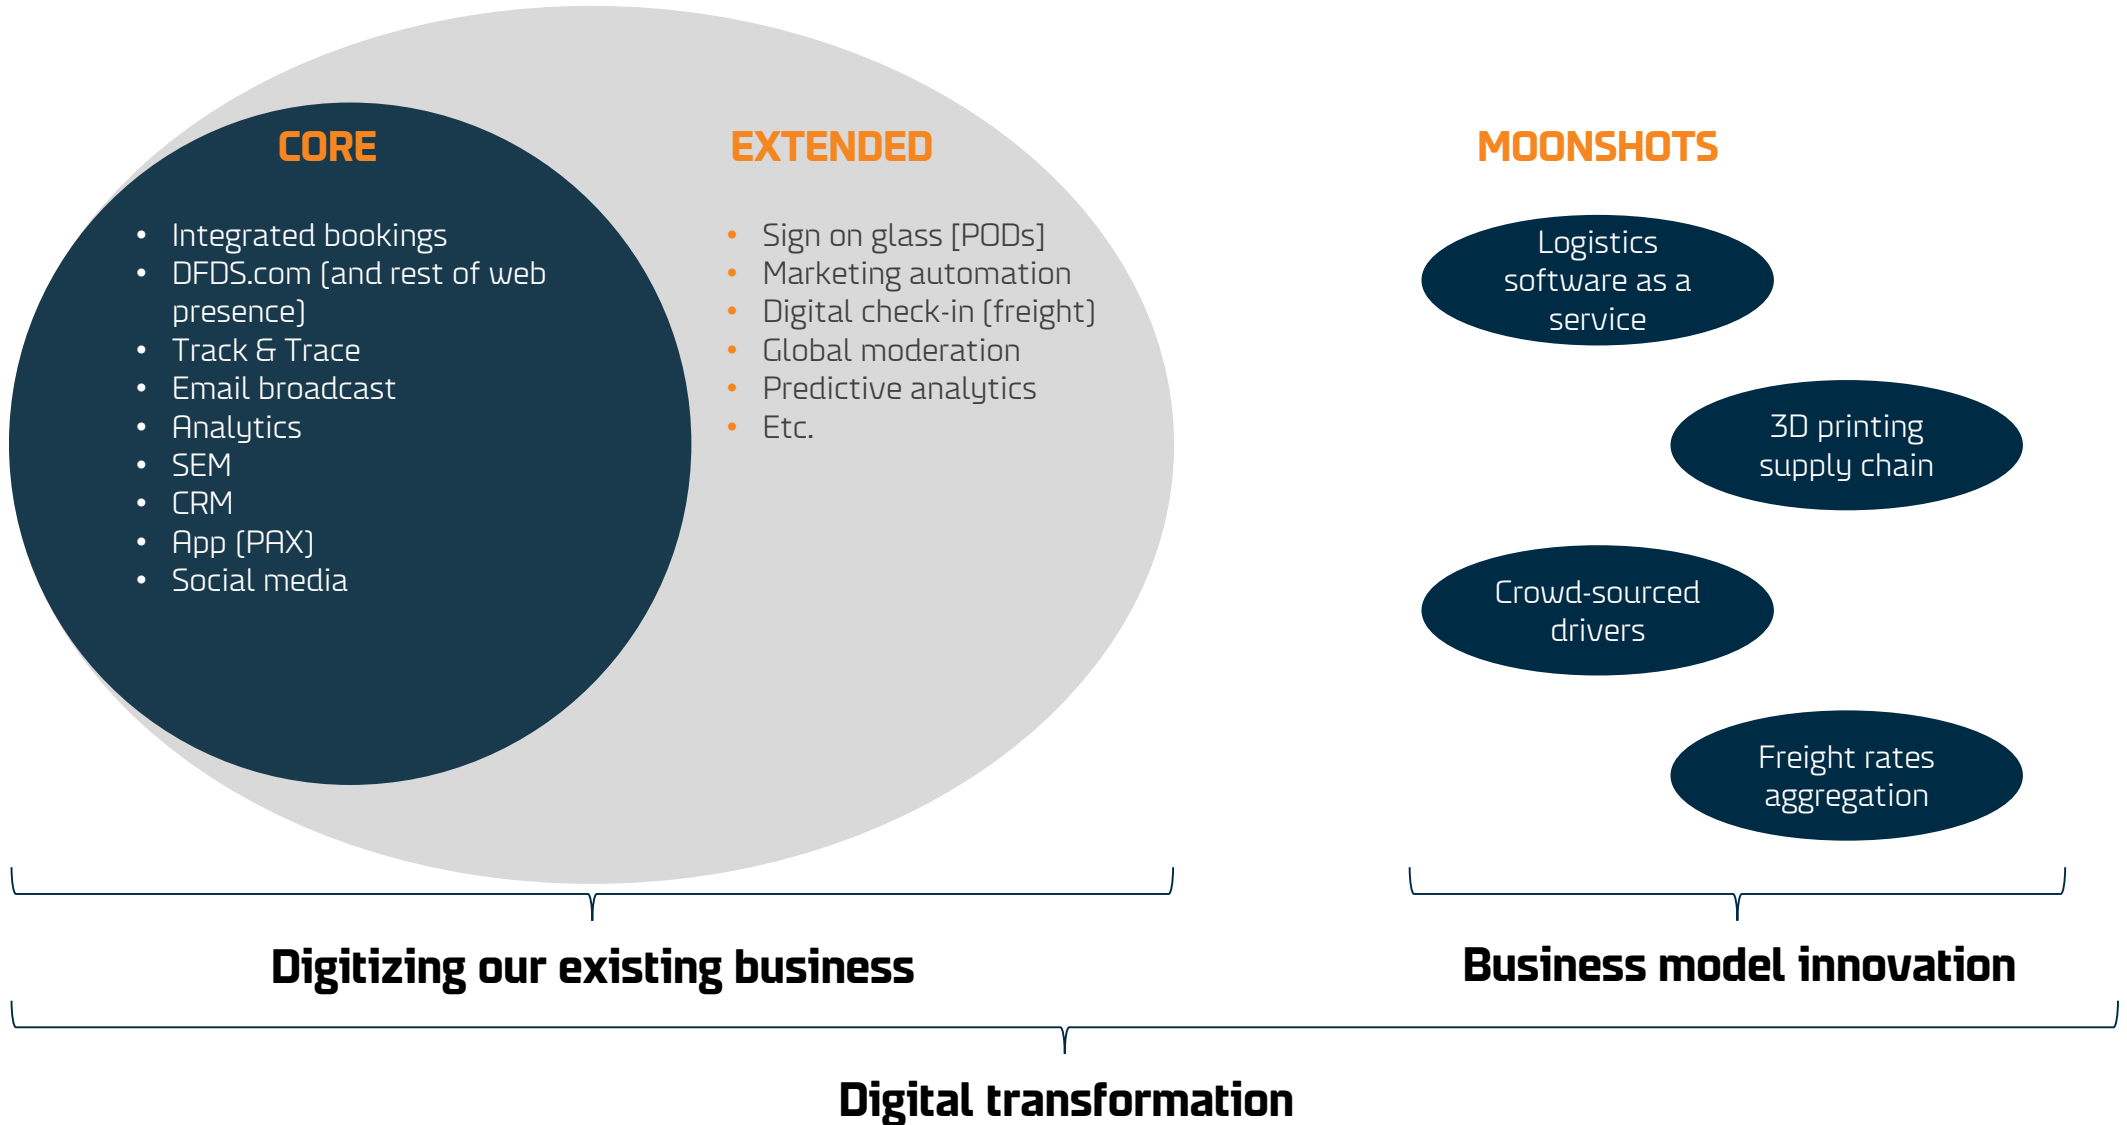 CORE
• Integrated bookings
• DFDS.com (and rest of web
presence)
• Track & Trace
• Email broadcast
• Analytics
• SEM
• CRM
• App (PAX)
• Social media
EXTENDED
• Sign on glass [PODs]
• Marketing automation
• Digital check-in (freight)
• Global moderation
• Predictive analytics
• Etc.
MOONSHOTS
Logistics
software as a
service
3D printing
supply chain
Crowd-sourced
drivers
Freight rates
aggregation
Digitizing our existing business
Business model innovation
Digital transformation